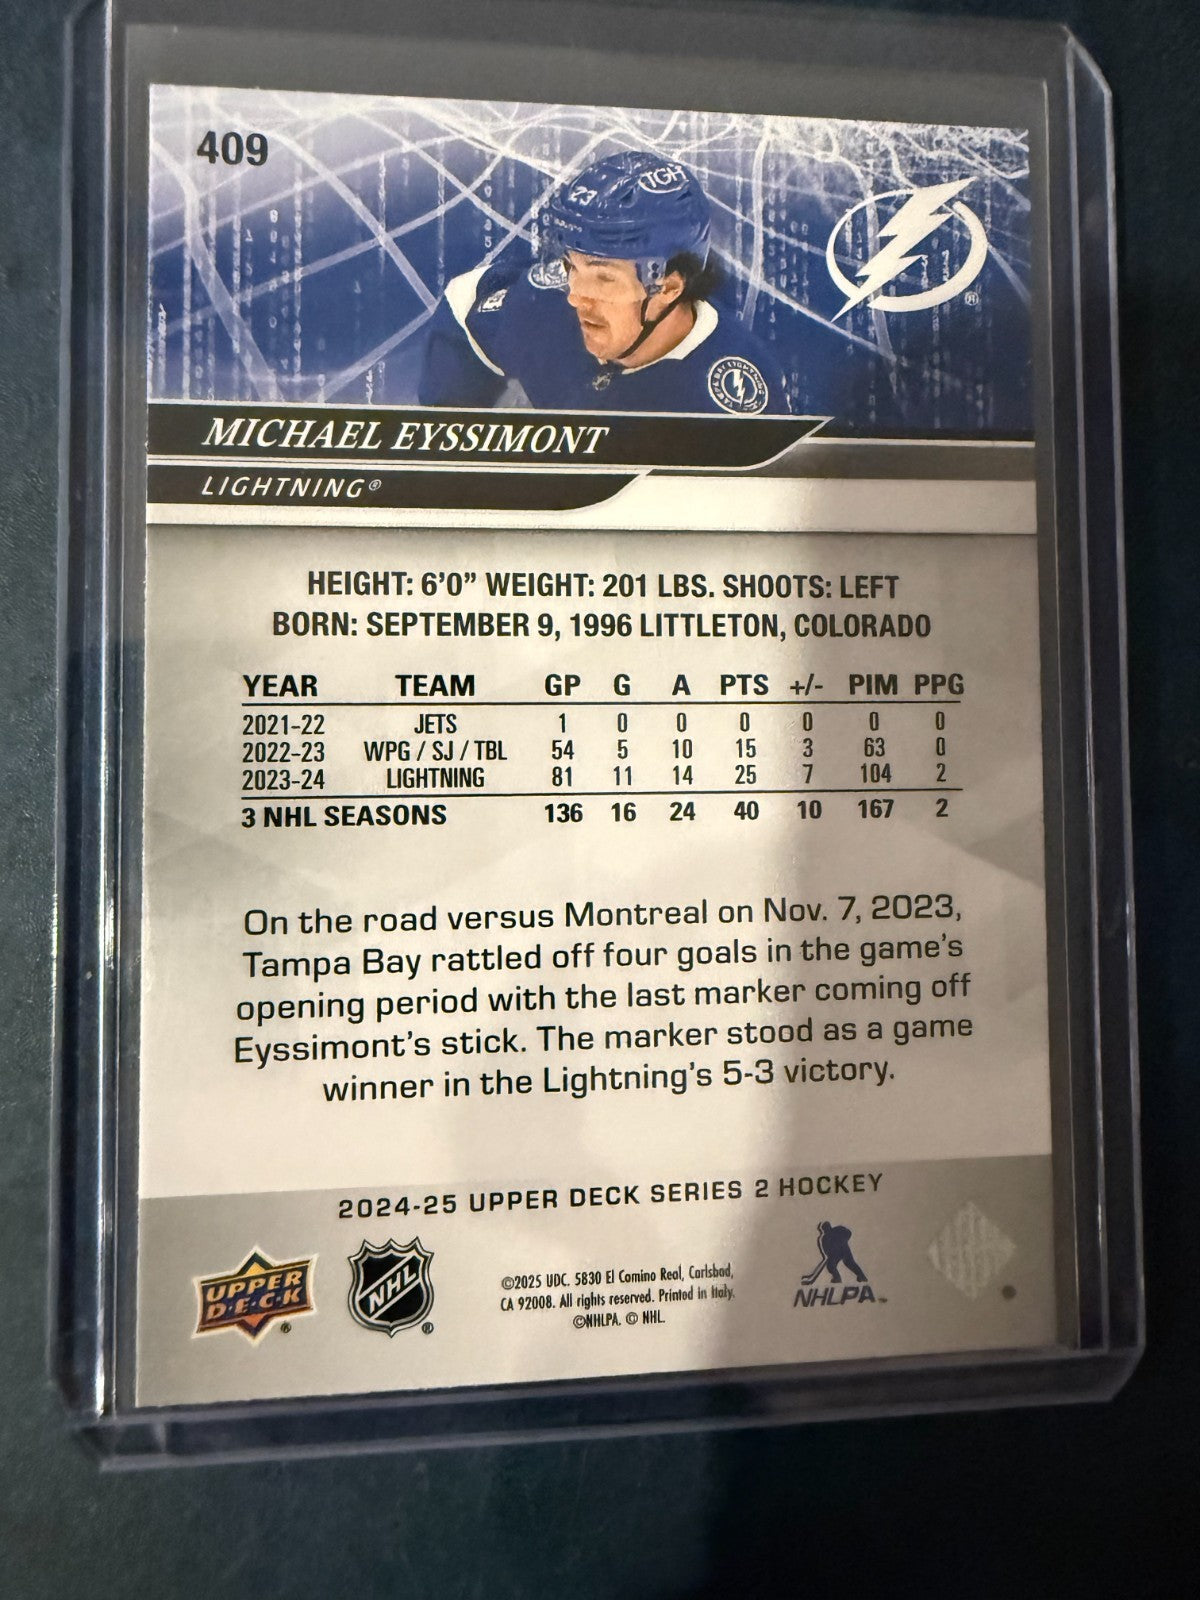 409
23
TGH
MICHAEL EYSSIMONT
LIGHTNING®
HEIGHT: 6'0" WEIGHT: 201 LBS. SHOOTS: LEFT
BORN: SEPTEMBER 9, 1996 LITTLETON, COLORADO
YEAR TEAM GP G A PTS +/- PIM PPG
2021-22 JETS 1 0 0 0 0 0 0
2022-23 WPG / SJ / TBL 54 5 10 15 3 63 0
2023-24 LIGHTNING 81 11 14 25 7 104 2
3 NHL SEASONS 136 16 24 40 10 167 2
On the road versus Montreal on Nov. 7, 2023,
Tampa Bay rattled off four goals in the game's
opening period with the last marker coming off
Eyssimont's stick. The marker stood as a game
winner in the Lightning's 5-3 victory.
2024-25 UPPER DECK SERIES 2 HOCKEY
UPPER
D·E·C·K
®
NHL
®
©2025 UDC. 5830 El Camino Real, Carlsbad,
CA 92008. All rights reserved. Printed in Italy.
©NHLPA. © NHL.
NHLPA™